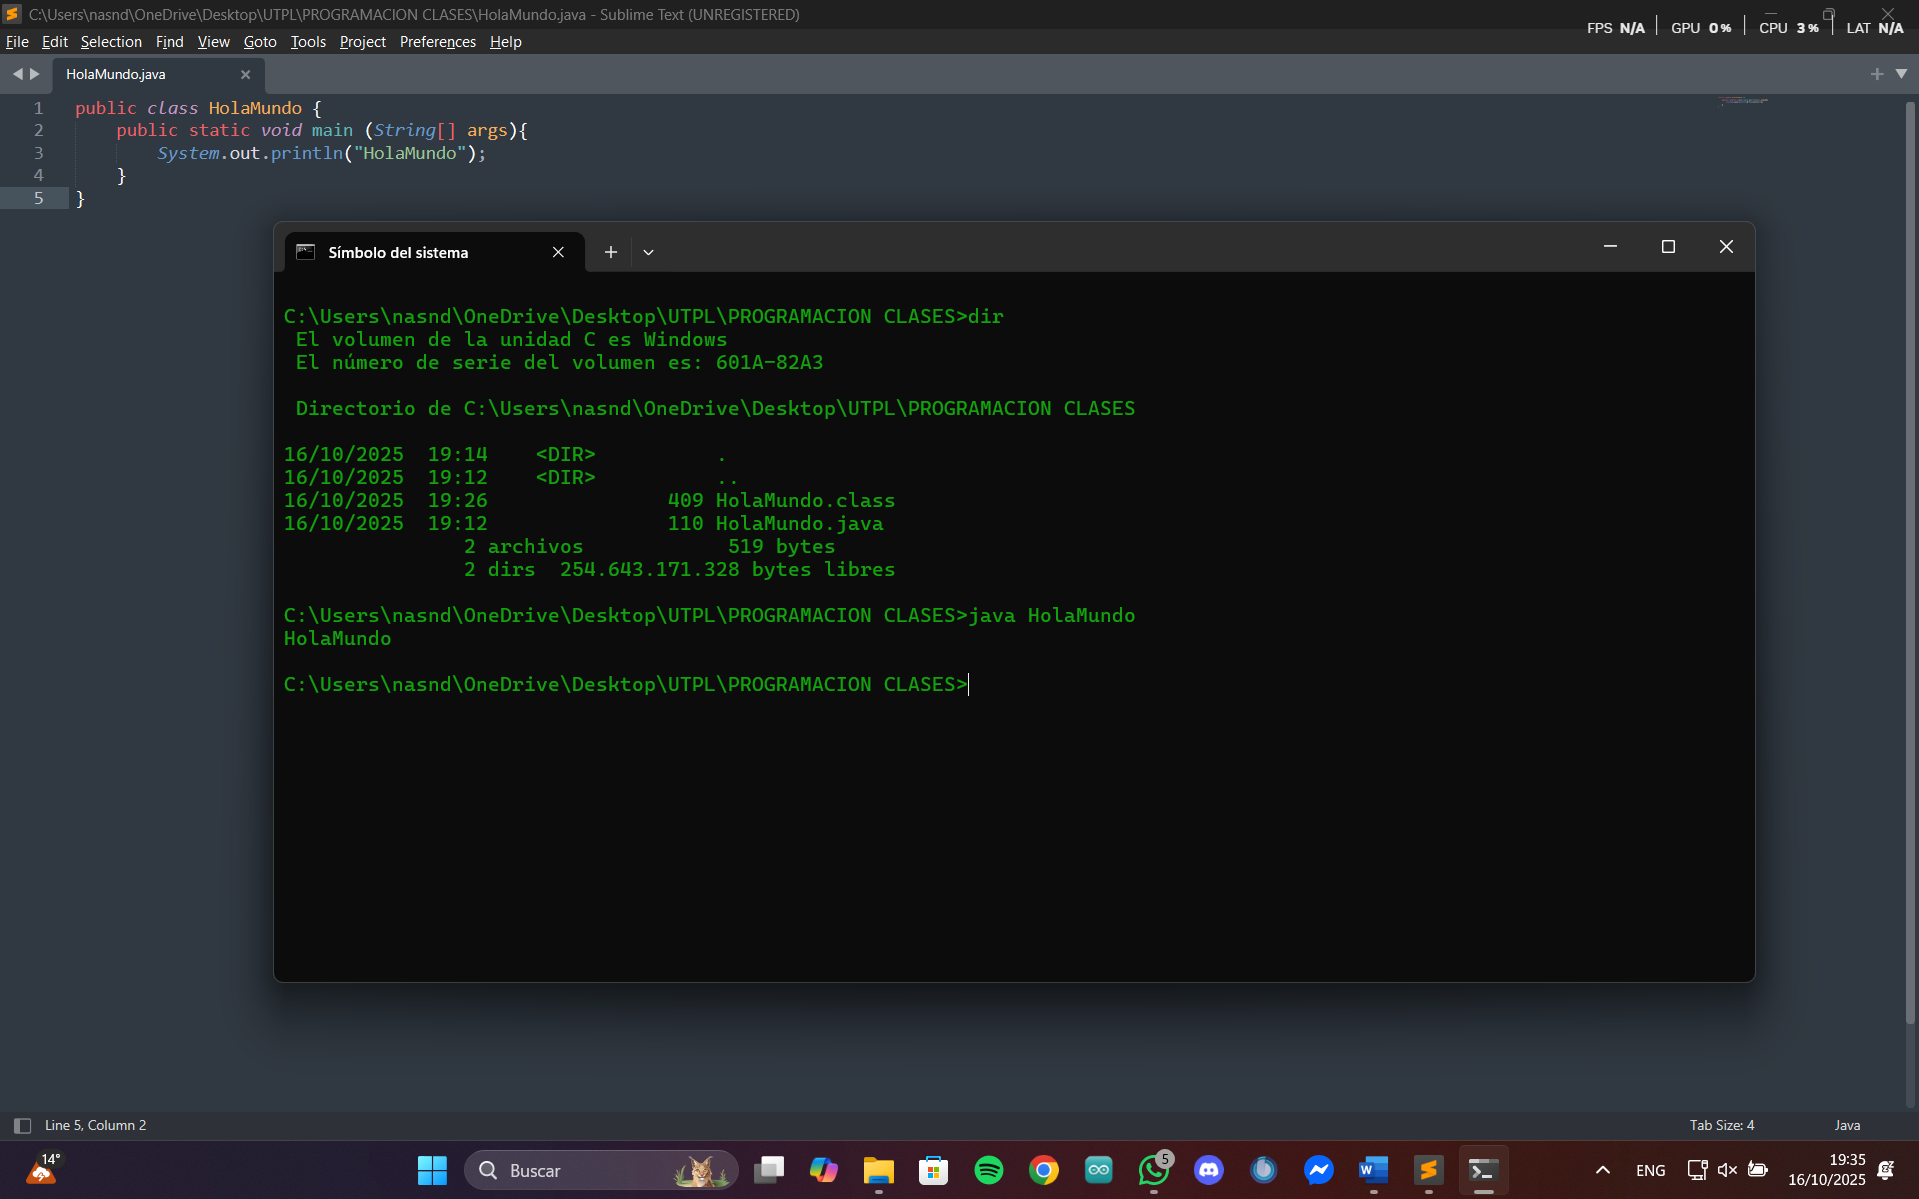 C:\Users\nasnd\OneDrive\Desktop\UTPL\PROGRAMACION CLASES\HolaMundo.java - Sublime Text (UNREGISTERED)
FPS N/A GPU 0% CPU 3% LAT N/A
File Edit Selection Find View Goto Tools Project Preferences Help
HolaMundo.java
1 public class HolaMundo {
2 public static void main (String[] args){
3 System.out.println("HolaMundo");
4 }
5 }
Símbolo del sistema
C:\Users\nasnd\OneDrive\Desktop\UTPL\PROGRAMACION CLASES>dir
El volumen de la unidad C es Windows
El número de serie del volumen es: 601A-82A3
Directorio de C:\Users\nasnd\OneDrive\Desktop\UTPL\PROGRAMACION CLASES
16/10/2025 19:14 <DIR> .
16/10/2025 19:12 <DIR> ..
16/10/2025 19:26 409 HolaMundo.class
16/10/2025 19:12 110 HolaMundo.java
2 archivos 519 bytes
2 dirs 254.643.171.328 bytes libres
C:\Users\nasnd\OneDrive\Desktop\UTPL\PROGRAMACION CLASES>java HolaMundo
HolaMundo
C:\Users\nasnd\OneDrive\Desktop\UTPL\PROGRAMACION CLASES>
Line 5, Column 2
Tab Size: 4
Java
14°
Buscar
5
ENG
19:35
16/10/2025